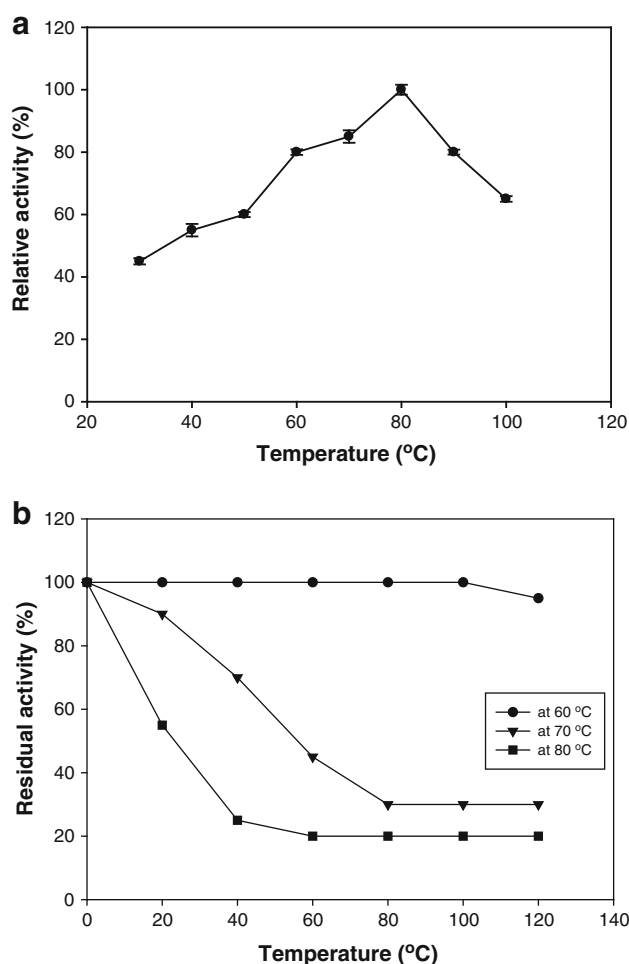 a
120
100
80
60
40
20
0
Relative activity (%)
20 40 60 80 100 120
Temperature (ºC)
b
120
100
80
60
40
20
0
Residual activity (%)
at 60 ºC
at 70 ºC
at 80 ºC
0 20 40 60 80 100 120 140
Temperature (ºC)